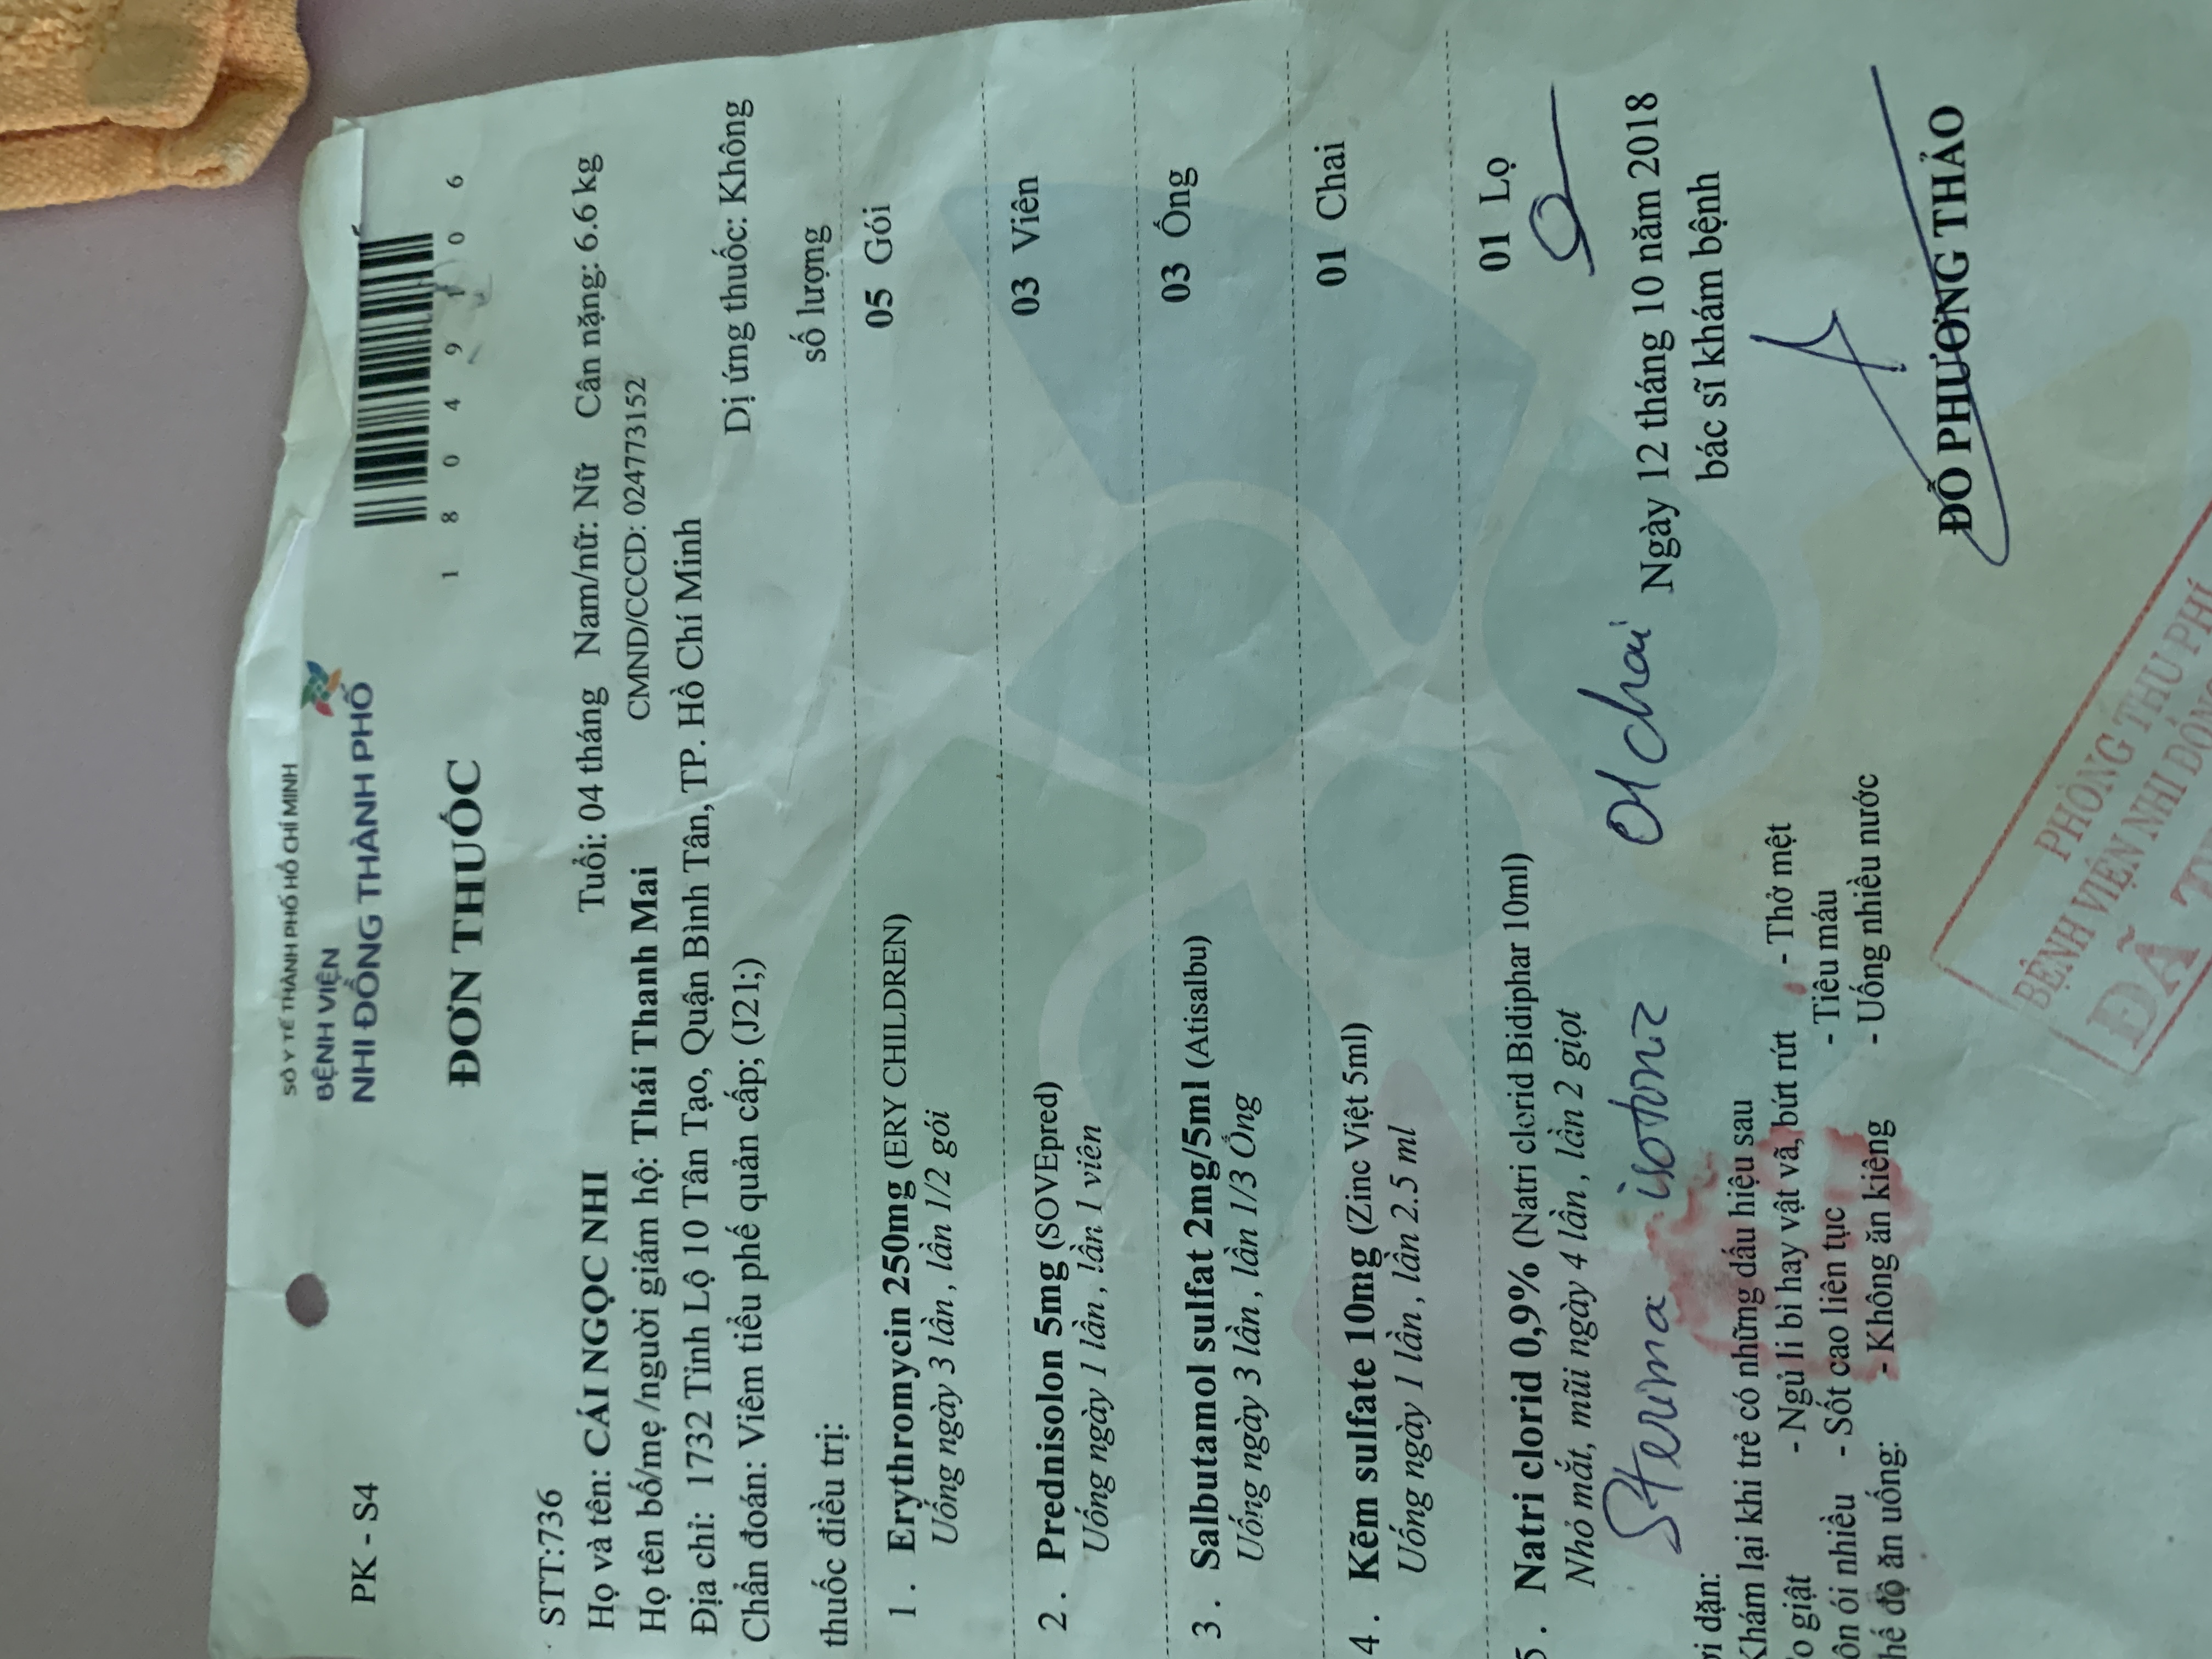 SỞ Y TẾ THÀNH PHỐ HỒ CHÍ MINH
BỆNH VIỆN
NHI ĐỒNG THÀNH PHỐ
PK - S4
ĐƠN THUỐC
1 8 0 4 9 1 0 6
STT:736
Họ và tên: CÁI NGỌC NHI Tuổi: 04 tháng Nam/nữ: Nữ Cân nặng: 6.6 kg
Họ tên bố/mẹ /nguời giám hộ: Thái Thanh Mai CMND/CCCD: 024773152
Địa chỉ: 1732 Tỉnh Lộ 10 Tân Tạo, Quận Bình Tân, TP. Hồ Chí Minh
Chẩn đoán: Viêm tiểu phế quản cấp; (J21;) Dị ứng thuốc: Không
thuốc điều trị: số lượng
1 . Erythromycin 250mg (ERY CHILDREN) 05 Gói
Uống ngày 3 lần , lần 1/2 gói
2 . Prednisolon 5mg (SOVEpred) 03 Viên
Uống ngày 1 lần , lần 1 viên
3 . Salbutamol sulfat 2mg/5ml (Atisalbu) 03 Ống
Uống ngày 3 lần , lần 1/3 Ống
4 . Kẽm sulfate 10mg (Zinc Việt 5ml) 01 Chai
Uống ngày 1 lần , lần 2.5 ml
5 . Natri clorid 0,9% (Natri clorid Bidiphar 10ml) 01 Lọ
Nhỏ mắt, mũi ngày 4 lần , lần 2 giọt
Sterima isotonic 01 chai
Ngày 12 tháng 10 năm 2018
bác sĩ khám bệnh
dặn:
Khám lại khi trẻ có những dấu hiệu sau
giật - Ngủ li bì hay vật vã, bứt rứt - Thở mệt
ói nhiều - Sốt cao liên tục - Tiêu máu
độ ăn uống: - Không ăn kiêng - Uống nhiều nước
ĐỖ PHƯƠNG THẢO
PHÒNG THU PHÍ
BỆNH VIỆN NHI ĐỒNG
ĐÃ